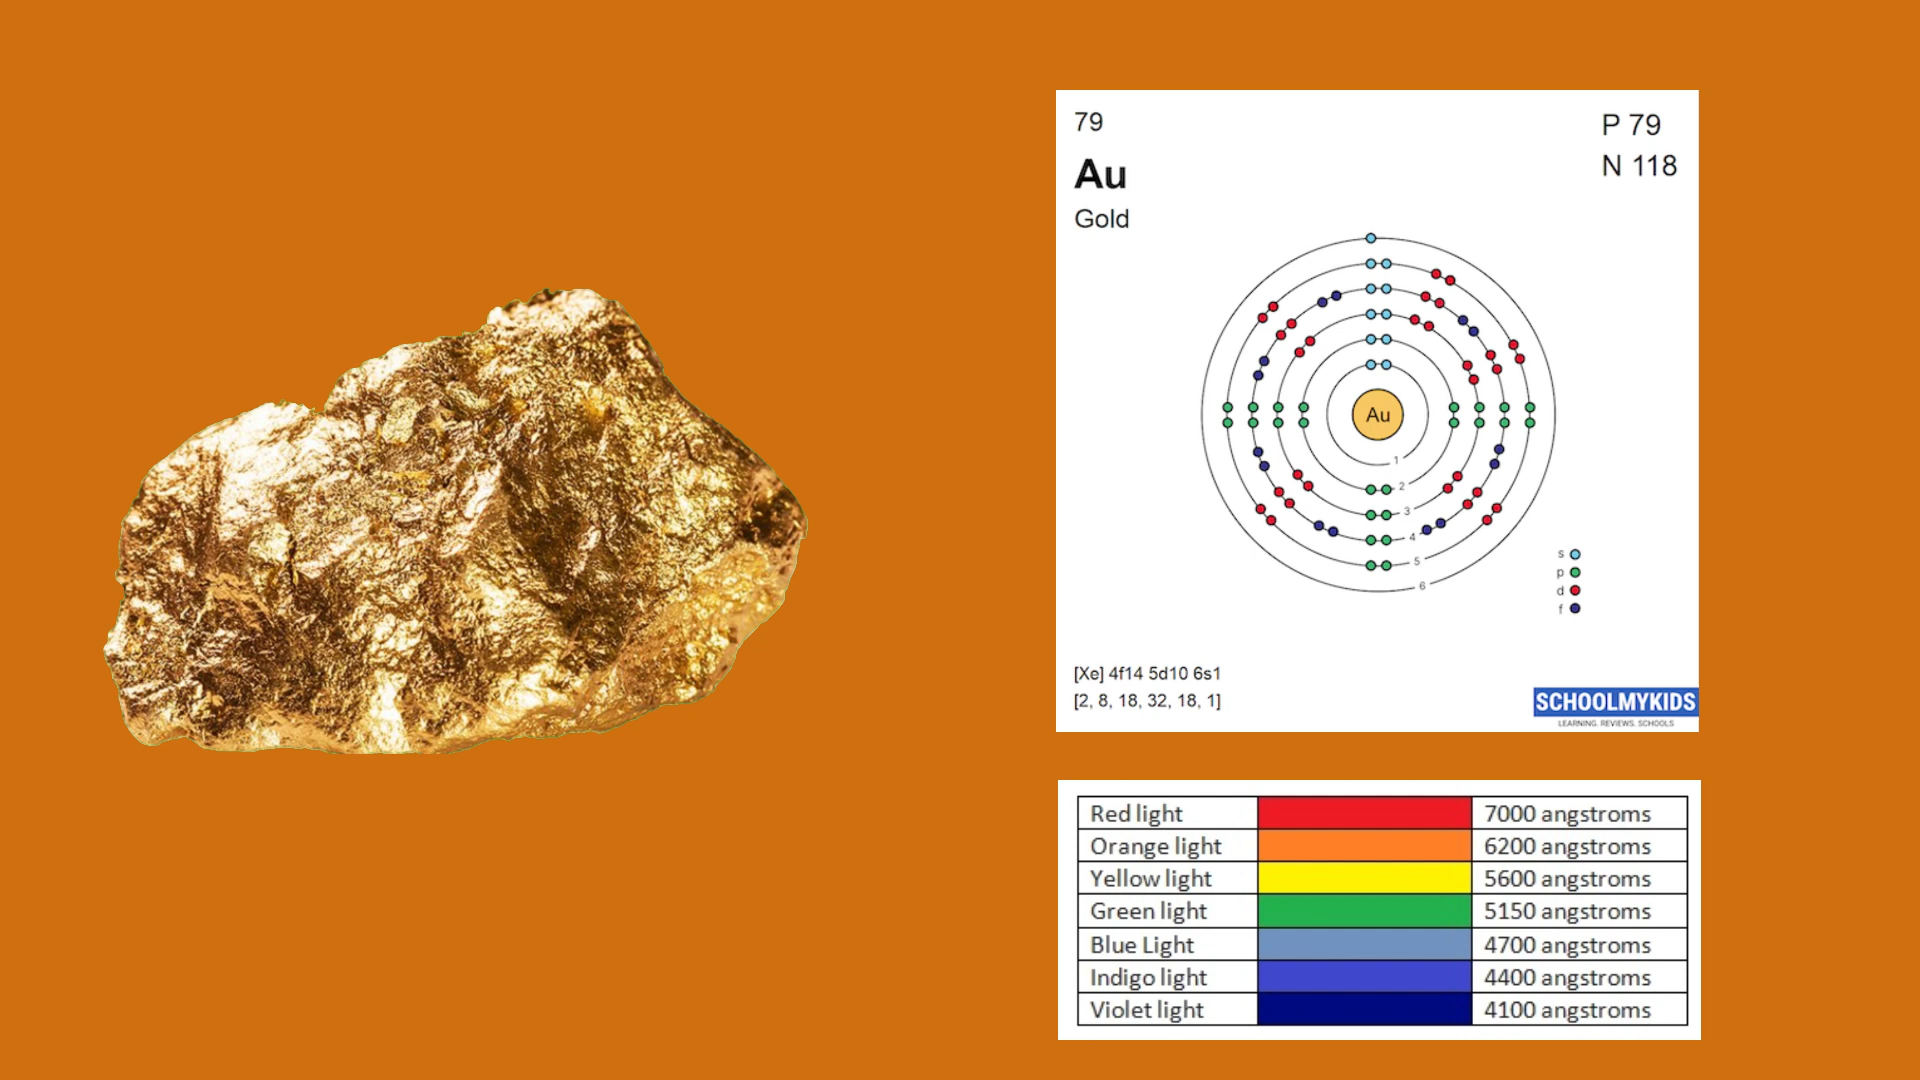 79
Au
Gold
P 79
N 118
Au
1
2
3
4
5
6
s
p
d
f
[Xe] 4f14 5d10 6s1
[2, 8, 18, 32, 18, 1]
SCHOOLMYKIDS
LEARNING. REVIEWS. SCHOOLS
Red light 7000 angstroms
Orange light 6200 angstroms
Yellow light 5600 angstroms
Green light 5150 angstroms
Blue Light 4700 angstroms
Indigo light 4400 angstroms
Violet light 4100 angstroms